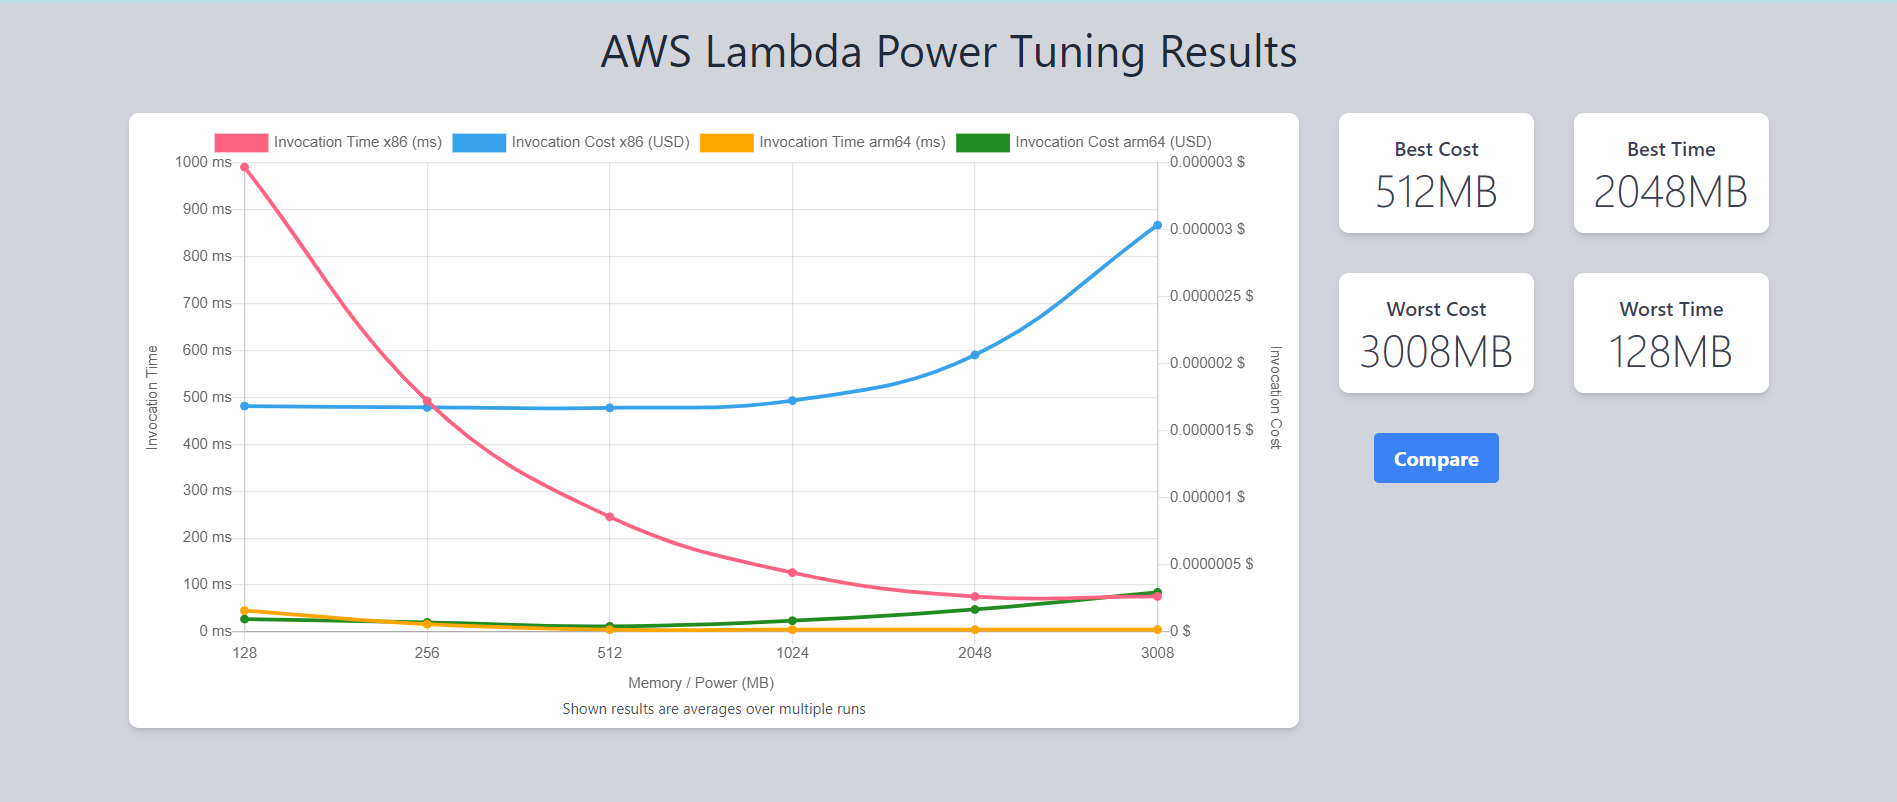 AWS Lambda Power Tuning Results
Invocation Time x86 (ms) Invocation Cost x86 (USD) Invocation Time arm64 (ms) Invocation Cost arm64 (USD)
1000 ms
900 ms
800 ms
700 ms
600 ms
500 ms
400 ms
300 ms
200 ms
100 ms
0 ms
Invocation Time
0.000003 $
0.000003 $
0.0000025 $
0.000002 $
0.0000015 $
0.000001 $
0.0000005 $
0 $
Invocation Cost
128 256 512 1024 2048 3008
Memory / Power (MB)
Shown results are averages over multiple runs
Best Cost
512MB
Best Time
2048MB
Worst Cost
3008MB
Worst Time
128MB
Compare